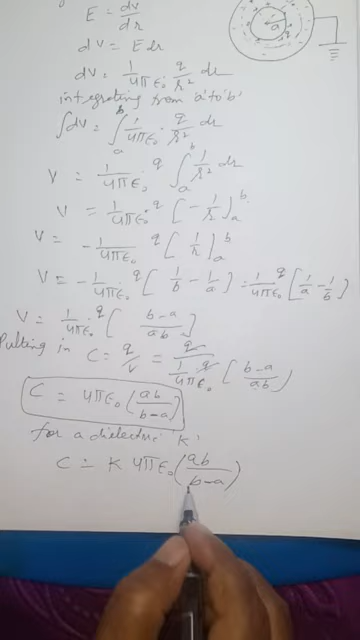 E = dv/dr
dV = E dr
dV = 1/4πε₀ q/r² dr
integrating from 'a' to 'b'
∫dV = ∫ₐᵇ 1/4πε₀ · q/r² dr
V = 1/4πε₀ q ∫ₐᵇ 1/r² dr
V = 1/4πε₀ q [-1/r]ₐᵇ
V = -1/4πε₀ q [1/r]ₐᵇ
V = -1/4πε₀ q [1/b - 1/a] = 1/4πε₀ q [1/a - 1/b]
V = 1/4πε₀ q [b-a/ab]
Putting in C = q/V = q/(1/4πε₀ q [b-a/ab])
C = 4πε₀ (ab/b-a)
for a dielectric 'K'
C = K 4πε₀ (ab/b-a)
a